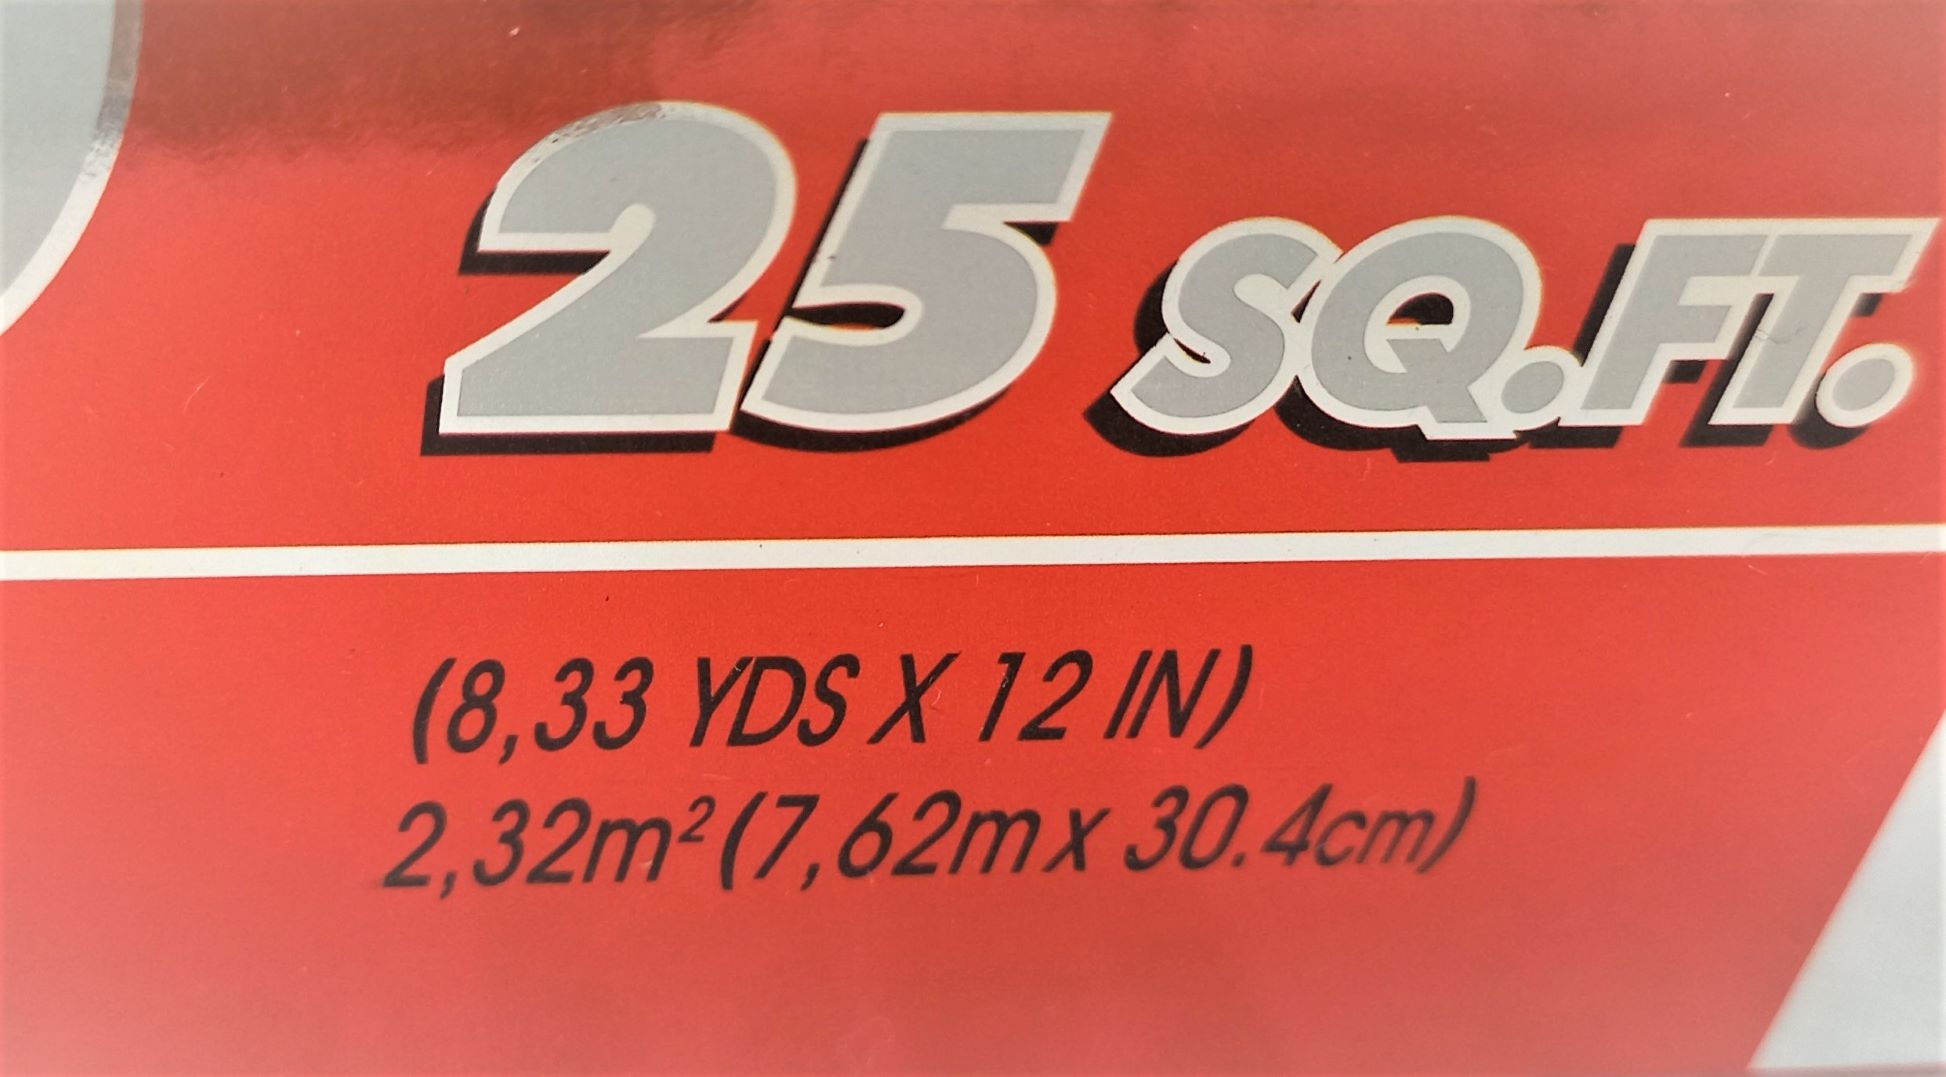 25 SQ.FT.
(8,33 YDS X 12 IN)
2,32m² (7,62m x 30.4cm)